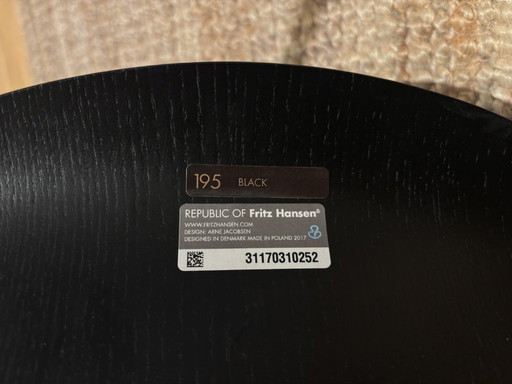 195 BLACK
REPUBLIC OF Fritz Hansen®
WWW.FRITZHANSEN.COM
DESIGN: ARNE JACOBSEN
DESIGNED IN DENMARK MADE IN POLAND 2017
31170310252